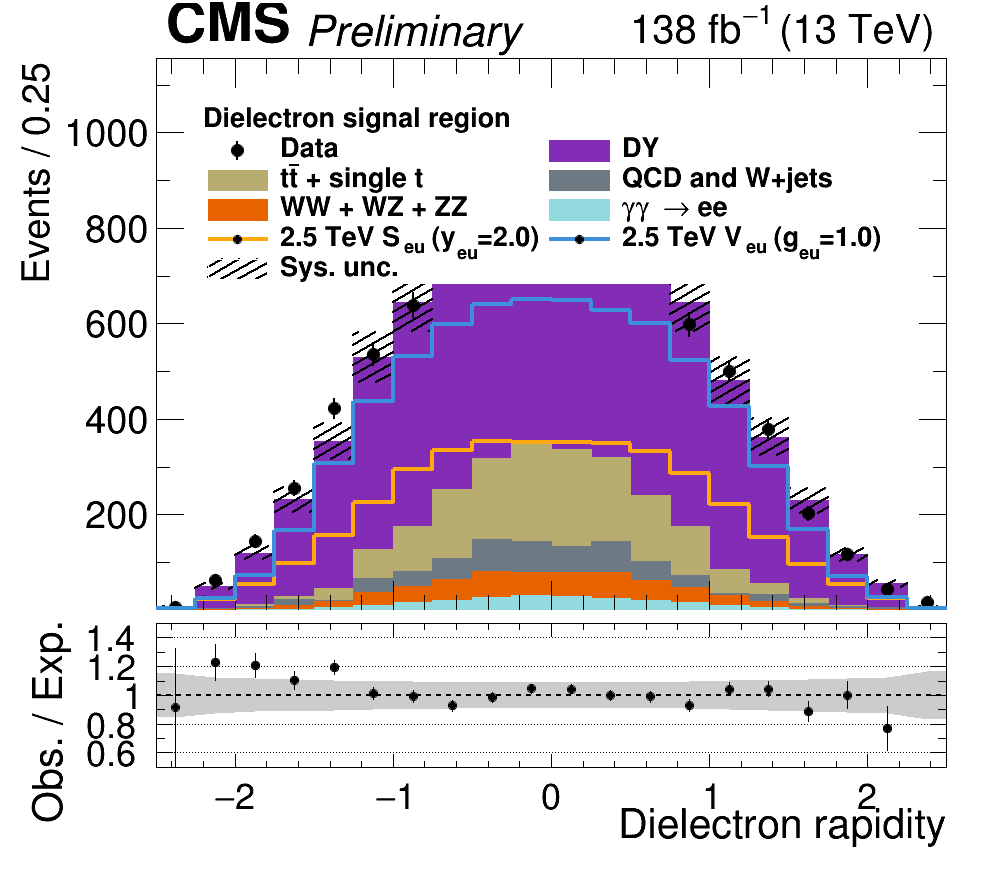 CMS Preliminary 138 fb⁻¹ (13 TeV)
Events / 0.25
1000
800
600
400
200
Dielectron signal region
Data
DY
tt̄ + single t
QCD and W+jets
WW + WZ + ZZ
γγ → ee
2.5 TeV S_eu (y_eu=2.0)
2.5 TeV V_eu (g_eu=1.0)
Sys. unc.
Obs. / Exp.
1.4
1.2
1
0.8
0.6
−2 −1 0 1 2
Dielectron rapidity